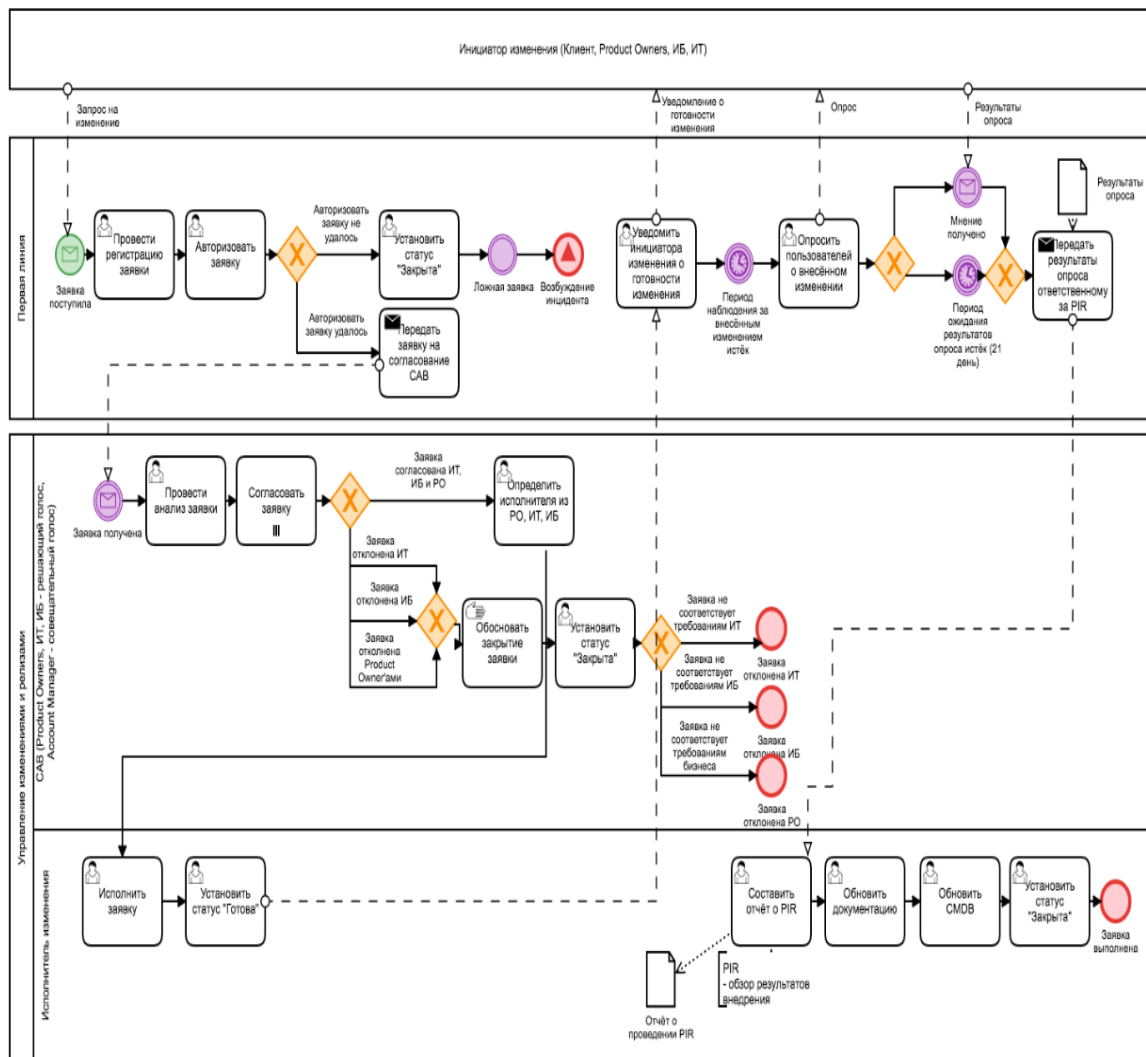 Инициатор изменения (Клиент, Product Owners, ИБ, ИТ)
Запрос на
изменение
Уведомление о
готовности
изменения
Опрос
Результаты
опроса
Первая линия
Заявка
поступила
Провести
регистрацию
заявки
Авторизовать
заявку
Авторизовать
заявку не
удалось
Авторизовать
заявку удалось
Установить
статус
"Закрыта"
Ложная заявка
Возбуждение
инцидента
Передать
заявку на
согласование
CAB
Уведомить
инициатора
изменения о
готовности
изменения
Период
наблюдения за
внесённым
изменением
истёк
Опросить
пользователей
о внесённом
изменении
Мнение
получено
Период
ожидания
результатов
опроса истёк (21
день)
Результаты
опроса
Передать
результаты
опроса
ответственному
за PIR
Управление изменениями и релизами
CAB (Product Owners, ИТ, ИБ - решающий голос,
Account Manager - совещательный голос)
Заявка получена
Провести
анализ заявки
Согласовать
заявку
Заявка
согласована ИТ,
ИБ и РО
Определить
исполнителя из
РО, ИТ, ИБ
Заявка
отклонена ИТ
Заявка
отклонена ИБ
Заявка
отколнена
Product
Owner'ами
Обосновать
закрытие
заявки
Установить
статус
"Закрыта"
Заявка не
соответствует
требованиям ИТ
Заявка не
соответствует
требованиям ИБ
Заявка не
соответствует
требованиям
бизнеса
Заявка
отклонена ИТ
Заявка
отклонена ИБ
Заявка
отклонена РО
Исполнитель изменения
Исполнить
заявку
Установить
статус "Готова"
Составить
отчёт о PIR
Обновить
документацию
Обновить
CMDB
Установить
статус
"Закрыта"
Заявка
выполнена
Отчёт о
проведении PIR
PIR
- обзор результатов
внедрения